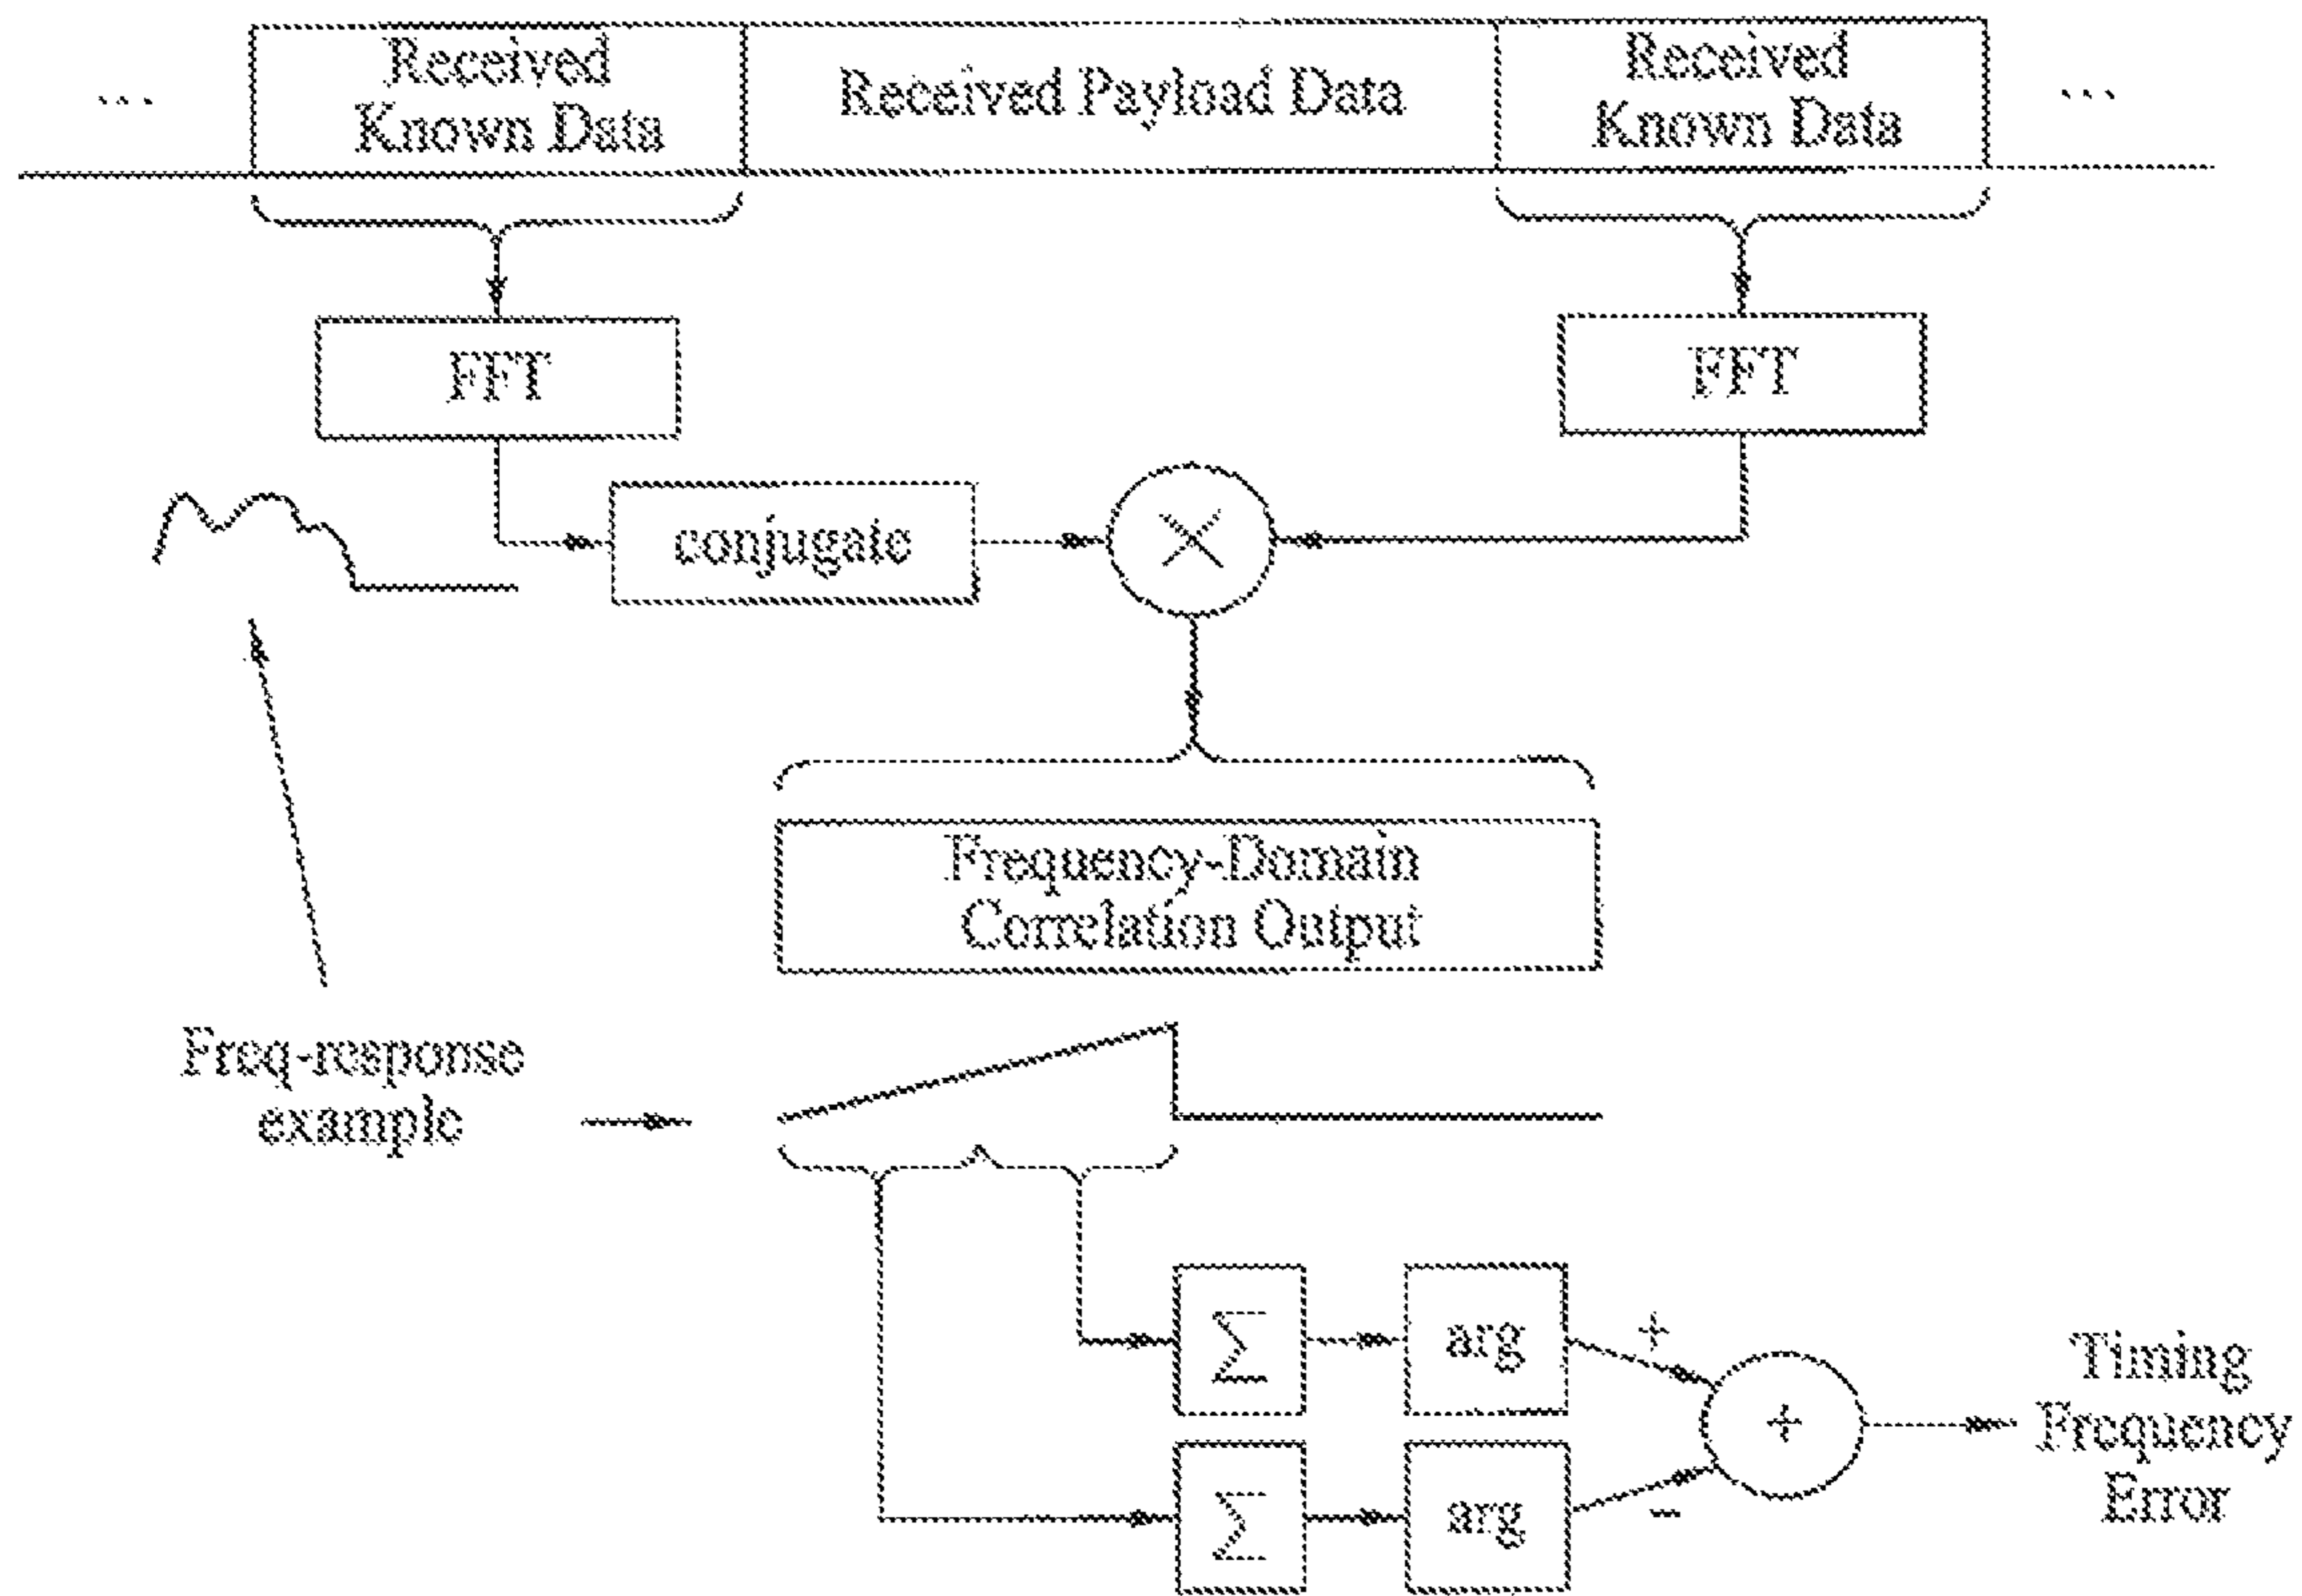 Received
Known Data
Received Payload Data
Received
Known Data
...
...
FFT
FFT
conjugate
×
Frequency-Domain
Correlation Output
Freq-response
example
∑
arg
+
+
∑
arg
−
Timing
Frequency
Error